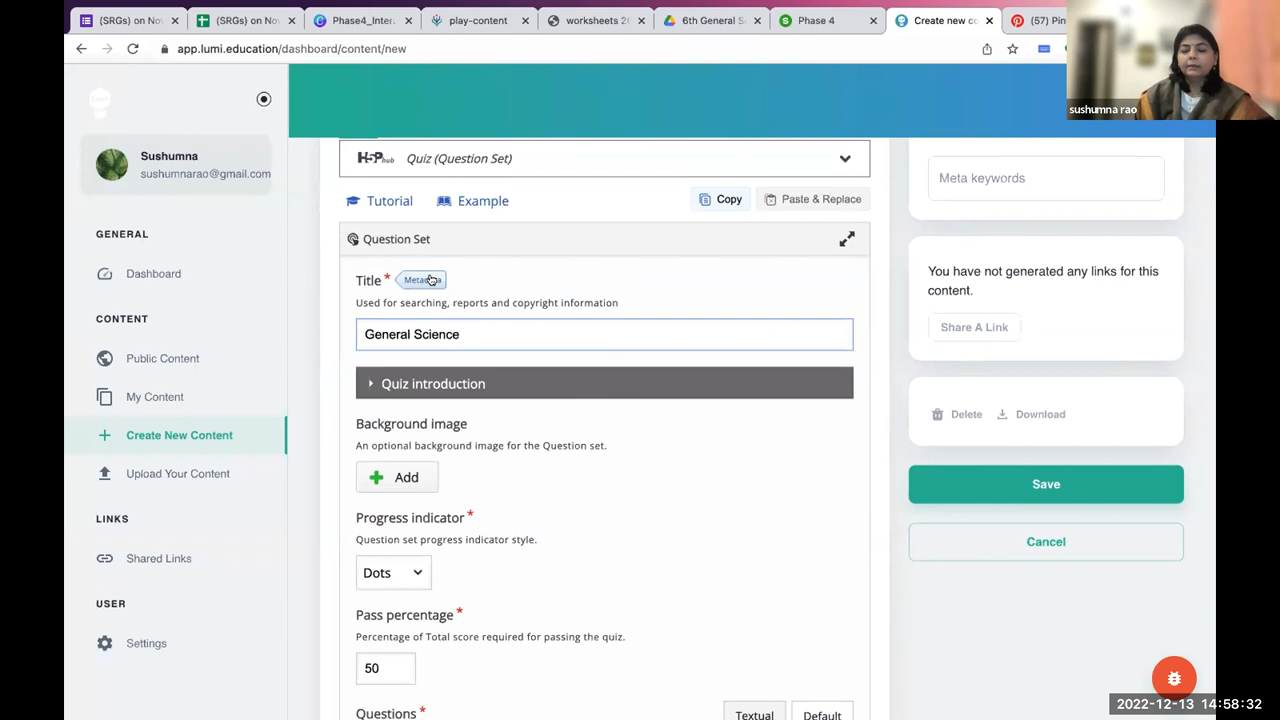 (SRGs) on Nov
(SRGs) on Nov
Phase4_Inter
play-content
worksheets 2
6th General S
Phase 4
Create new co
(57) Pin
app.lumi.education/dashboard/content/new
sushumna rao
Sushumna
sushumnarao@gmail.com
GENERAL
Dashboard
CONTENT
Public Content
My Content
Create New Content
Upload Your Content
LINKS
Shared Links
USER
Settings
H5P hub
Quiz (Question Set)
Tutorial
Example
Copy
Paste & Replace
Question Set
Title *
Used for searching, reports and copyright information
General Science
Quiz introduction
Background image
An optional background image for the Question set.
Add
Progress indicator *
Question set progress indicator style.
Dots
Pass percentage *
Percentage of Total score required for passing the quiz.
50
Questions *
Textual
Default
Meta keywords
You have not generated any links for this
content.
Share A Link
Delete
Download
Save
Cancel
2022-12-13 14:58:32